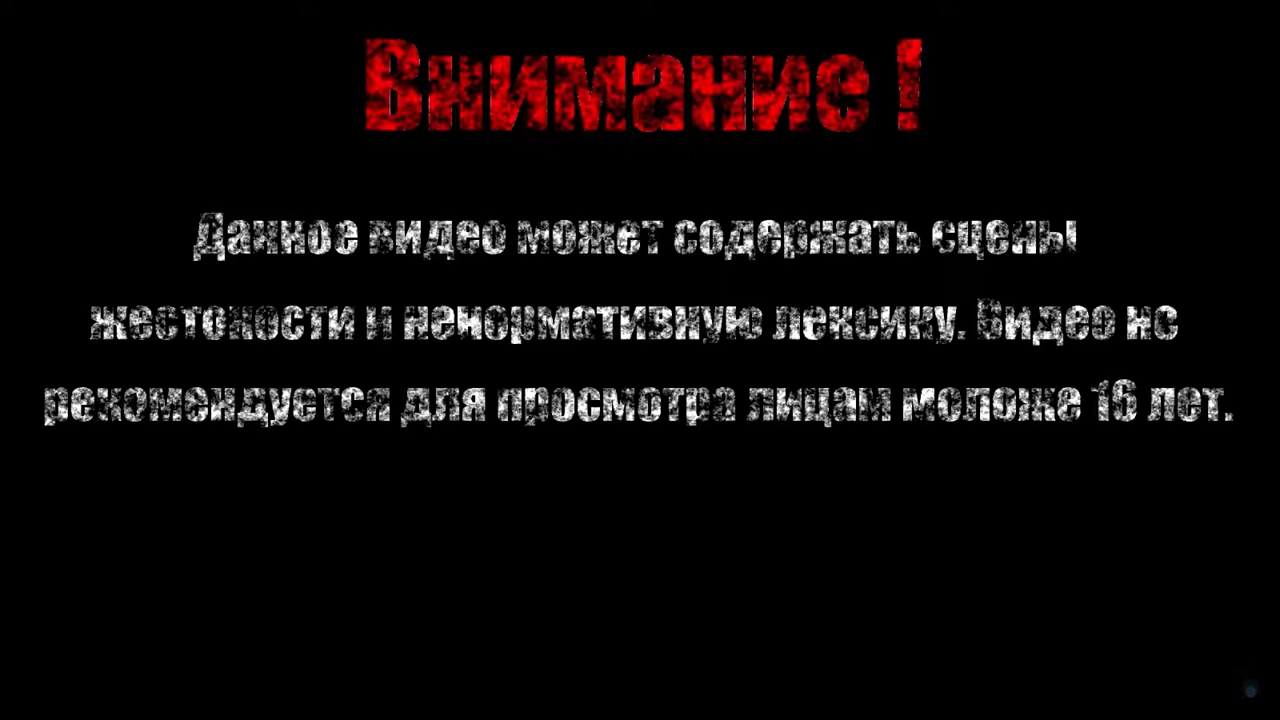 Внимание !
Данное видео может содержать сцены
жестокости и ненормативную лексику. Видео не
рекомендуется для просмотра лицам моложе 16 лет.